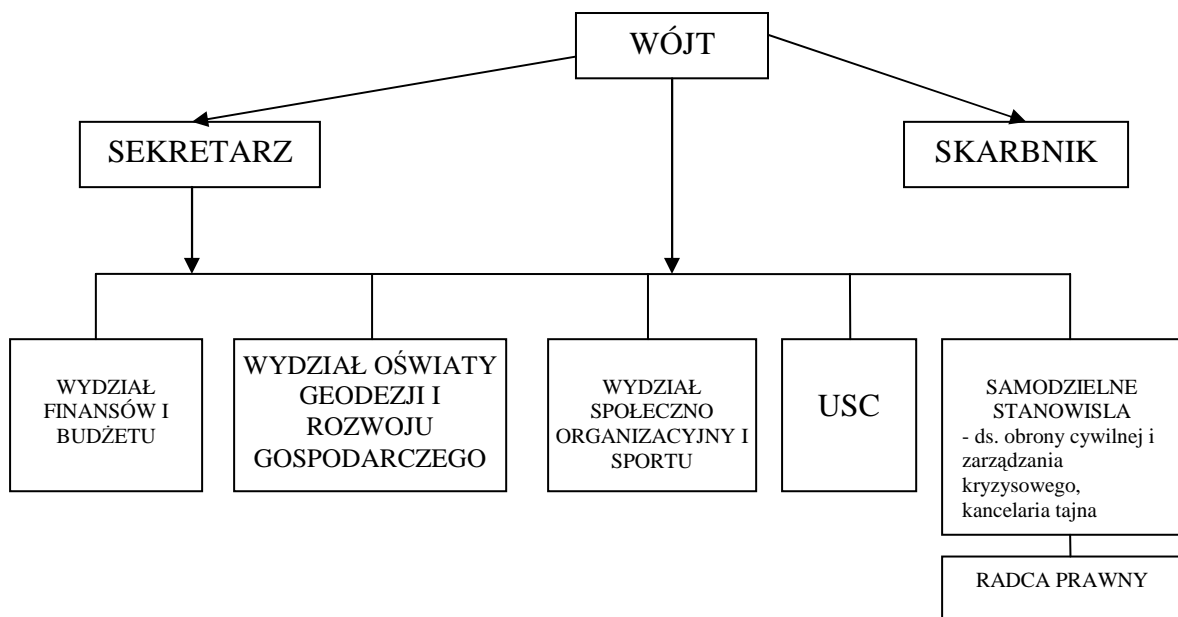 WÓJT
SEKRETARZ
SKARBNIK
WYDZIAŁ
FINANSÓW I
BUDŻETU
WYDZIAŁ OŚWIATY
GEODEZJI I
ROZWOJU
GOSPODARCZEGO
WYDZIAŁ
SPOŁECZNO
ORGANIZACYJNY I
SPORTU
USC
SAMODZIELNE
STANOWISLA
- ds. obrony cywilnej i
zarządzania
kryzysowego,
kancelaria tajna
RADCA PRAWNY